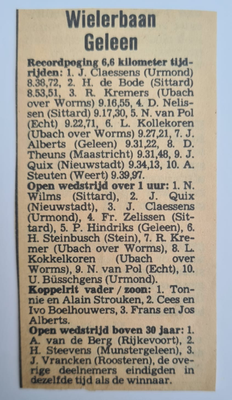 Wielerbaan
Geleen
Recordpoging 6,6 kilometer tijd-
rijden: 1. J. Claessens (Urmond)
8.38,72, 2. H. de Bode (Sittard)
8.53,51, 3. R. Kremers (Ubach
over Worms) 9.16,55, 4. D. Nelis-
sen (Sittard) 9.17,30, 5. N. van Pol
(Echt) 9.22,71, 6. L. Kollekoren
(Ubach over Worms) 9.27,21, 7. J.
Alberts (Geleen) 9.31,22, 8. D.
Theuns (Maastricht) 9.31,48, 9. J.
Quix (Nieuwstadt) 9.34,13, 10. A.
Steuten (Weert) 9.39,97.
Open wedstrijd over 1 uur: 1. N.
Wilms (Sittard), 2. J. Quix
(Nieuwstadt), 3. J. Claessens
(Urmond), 4. Fr. Zelissen (Sit-
tard), 5. P. Hindriks (Geleen), 6.
H. Steinbusch (Stein), 7. R. Kre-
mer (Ubach over Worms), 8. L.
Kokkelkoren (Ubach over
Worms), 9. N. van Pol (Echt), 10.
U. Büsschgens (Urmond).
Koppelrit vader / zoon: 1. Ton-
nie en Alain Strouken, 2. Cees en
Ivo Boelhouwers, 3. Frans en Jos
Alberts.
Open wedstrijd boven 30 jaar: 1.
A. van de Berg (Rijkevoort), 2.
H. Steevens (Munstergeleen), 3.
J. Vrancken (Roosteren), de ove-
rige deelnemers eindigden in
dezelfde tijd als de winnaar.